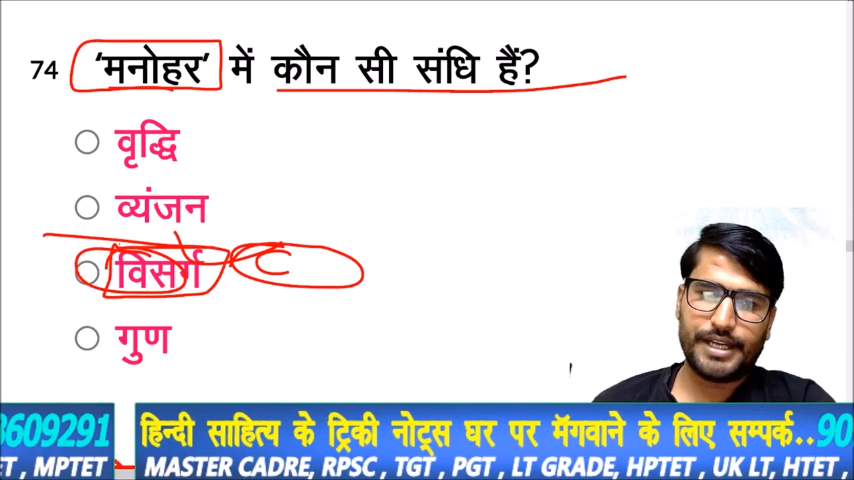 74 'मनोहर' में कौन सी संधि हैं?
वृद्धि
व्यंजन
विसर्ग C
गुण
8609291 हिन्दी साहित्य के ट्रिकी नोट्स घर पर मॅगवाने के लिए सम्पर्क..90
ET , MPTET MASTER CADRE, RPSC , TGT , PGT , LT GRADE, HPTET , UK LT, HTET ,